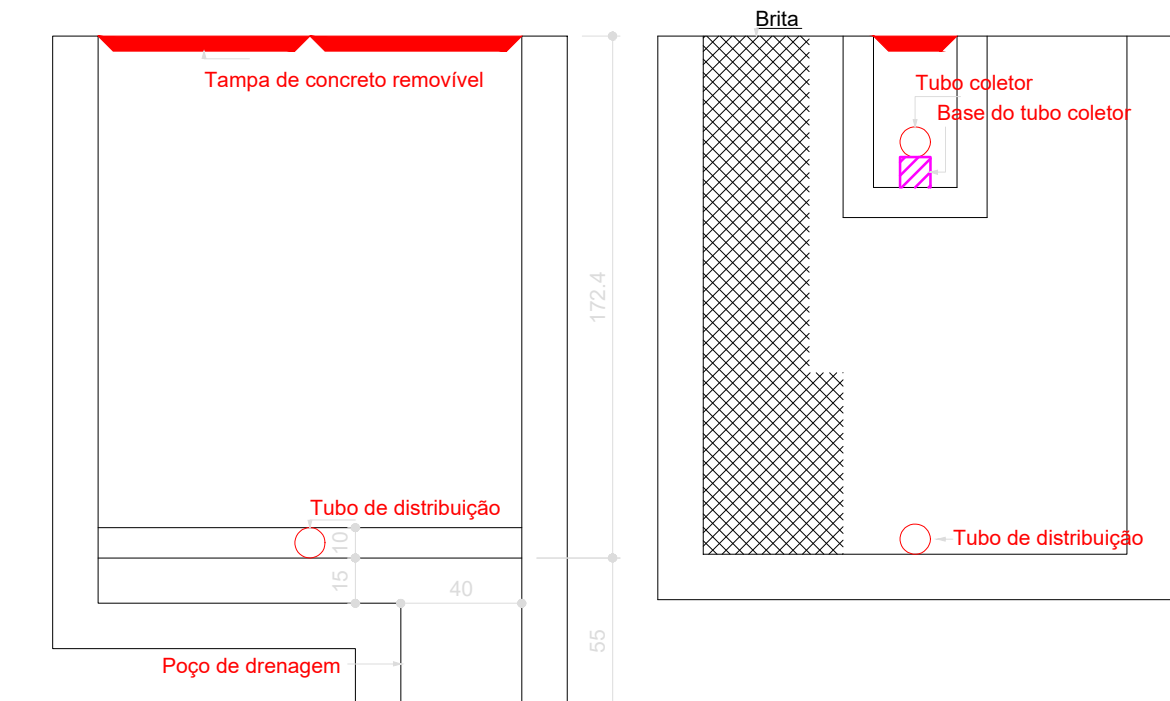 Brita
Tampa de concreto removível
Tubo coletor
Base do tubo coletor
172.4
Tubo de distribuição
10
Tubo de distribuição
15
40
55
Poço de drenagem